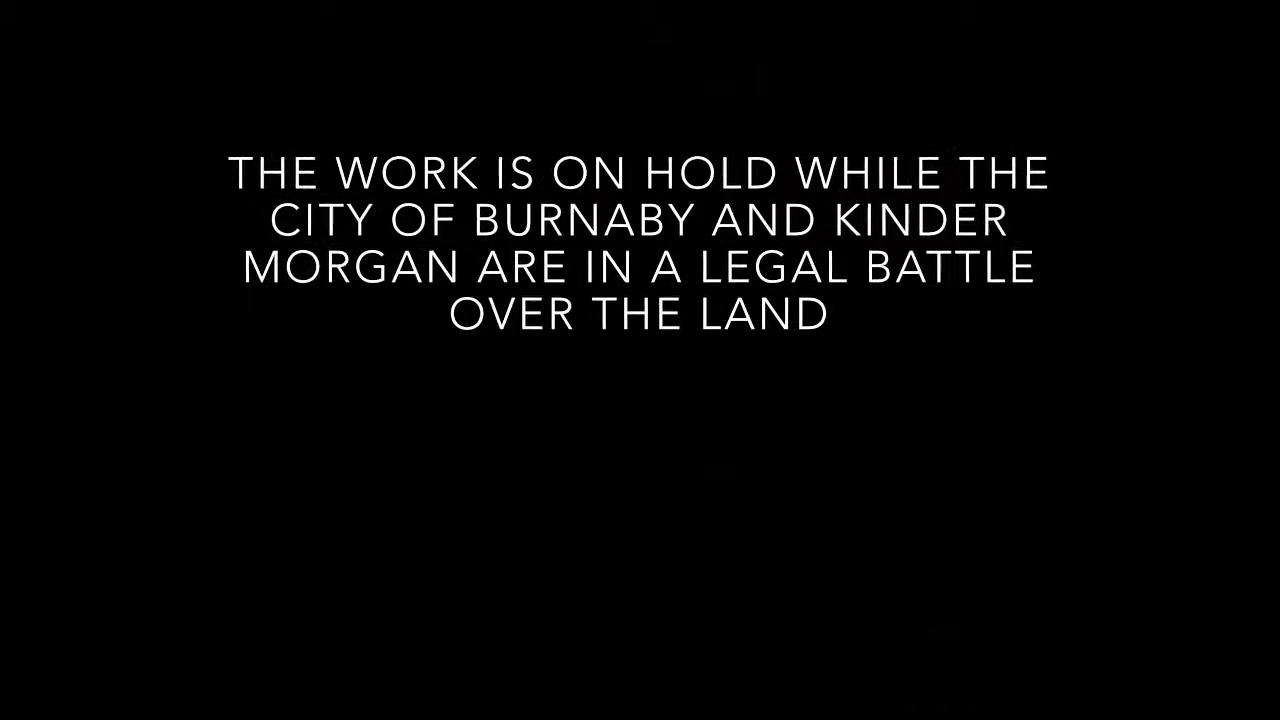 THE WORK IS ON HOLD WHILE THE
CITY OF BURNABY AND KINDER
MORGAN ARE IN A LEGAL BATTLE
OVER THE LAND